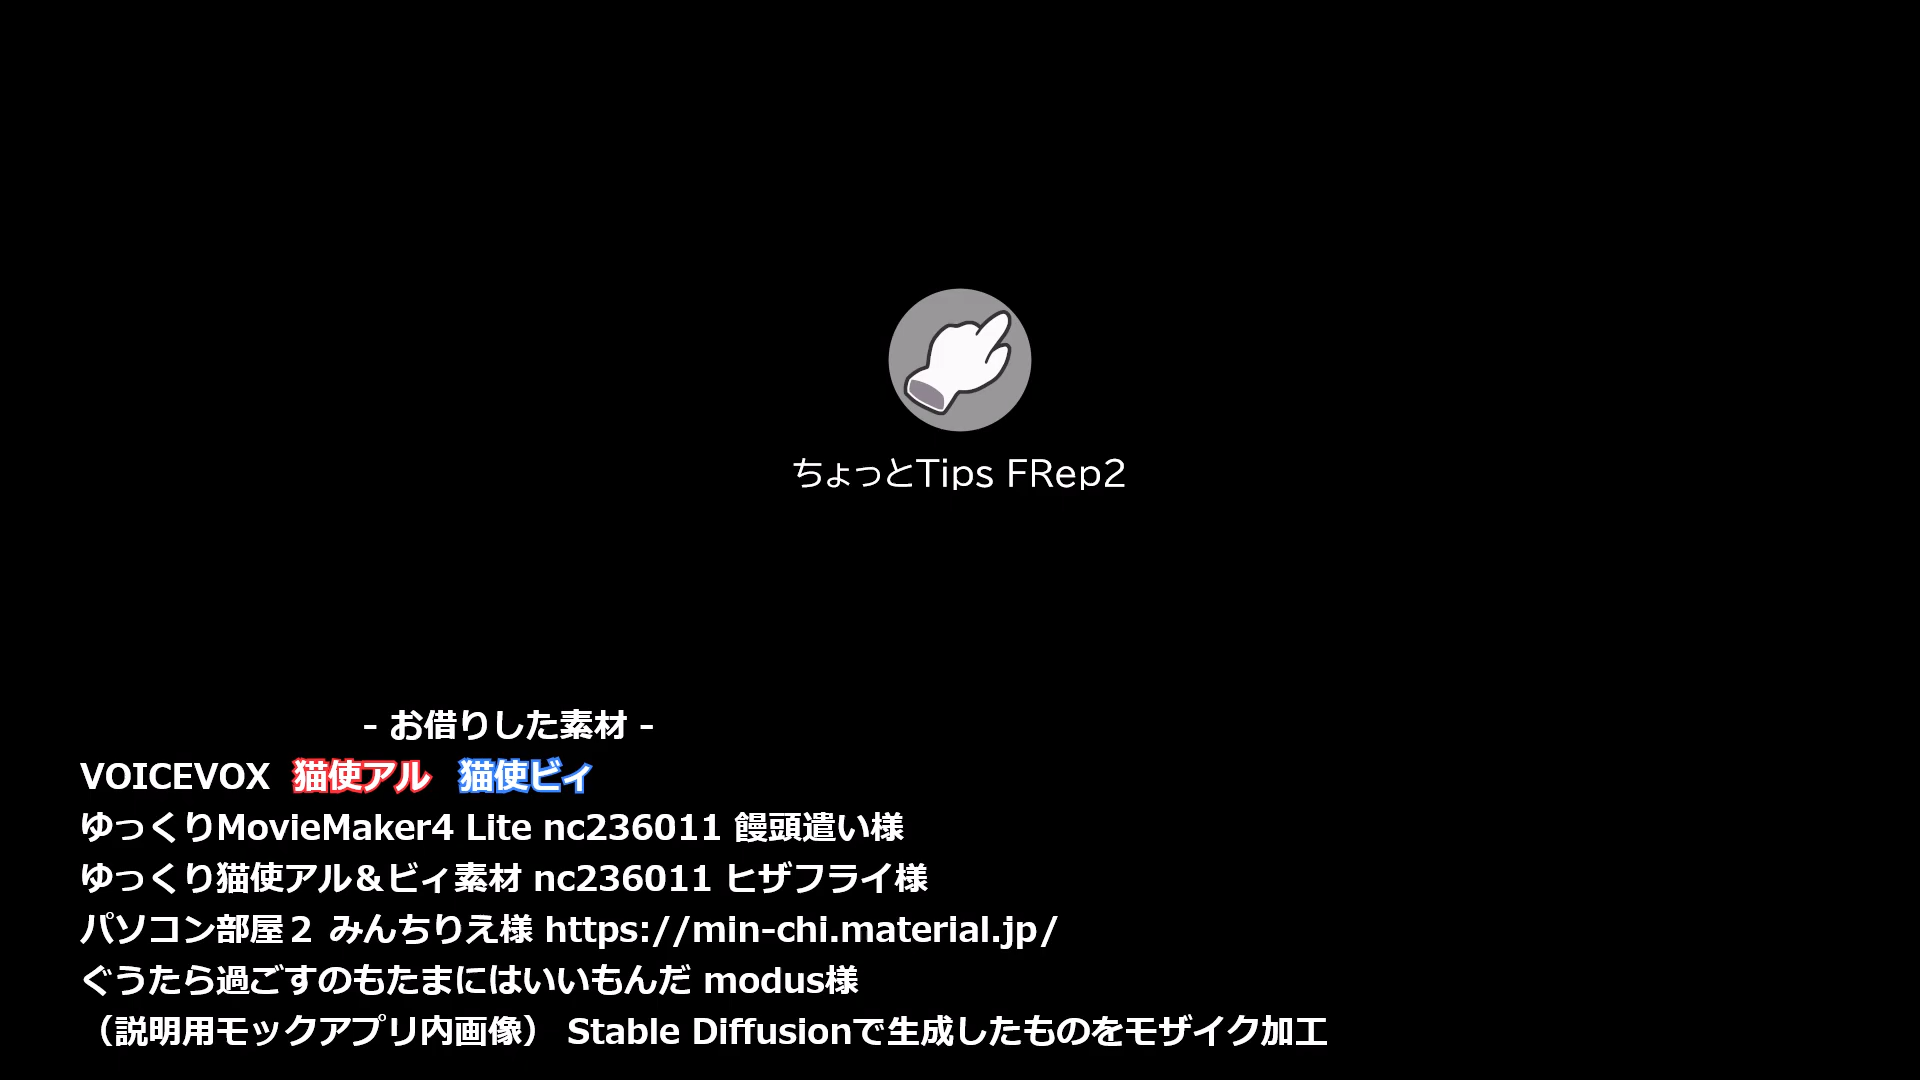 ちょっとTips FRep2
- お借りした素材 -
VOICEVOX 猫使アル 猫使ビィ
ゆっくりMovieMaker4 Lite nc236011 饅頭遣い様
ゆっくり猫使アル＆ビィ素材 nc236011 ヒザフライ様
パソコン部屋２ みんちりえ様 https://min-chi.material.jp/
ぐうたら過ごすのもたまにはいいもんだ modus様
（説明用モックアプリ内画像） Stable Diffusionで生成したものをモザイク加工